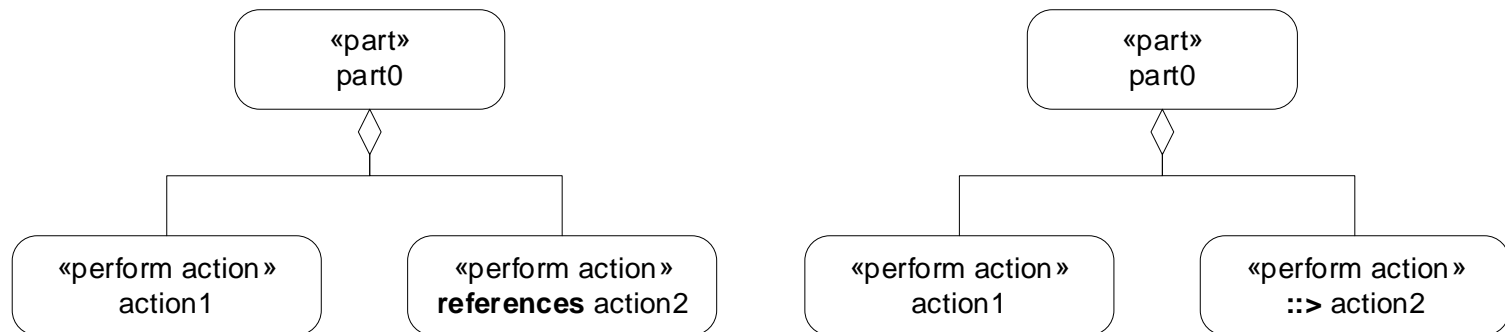 «part»
part0
«perform action»
action1
«perform action»
references action2
«part»
part0
«perform action»
action1
«perform action»
::> action2